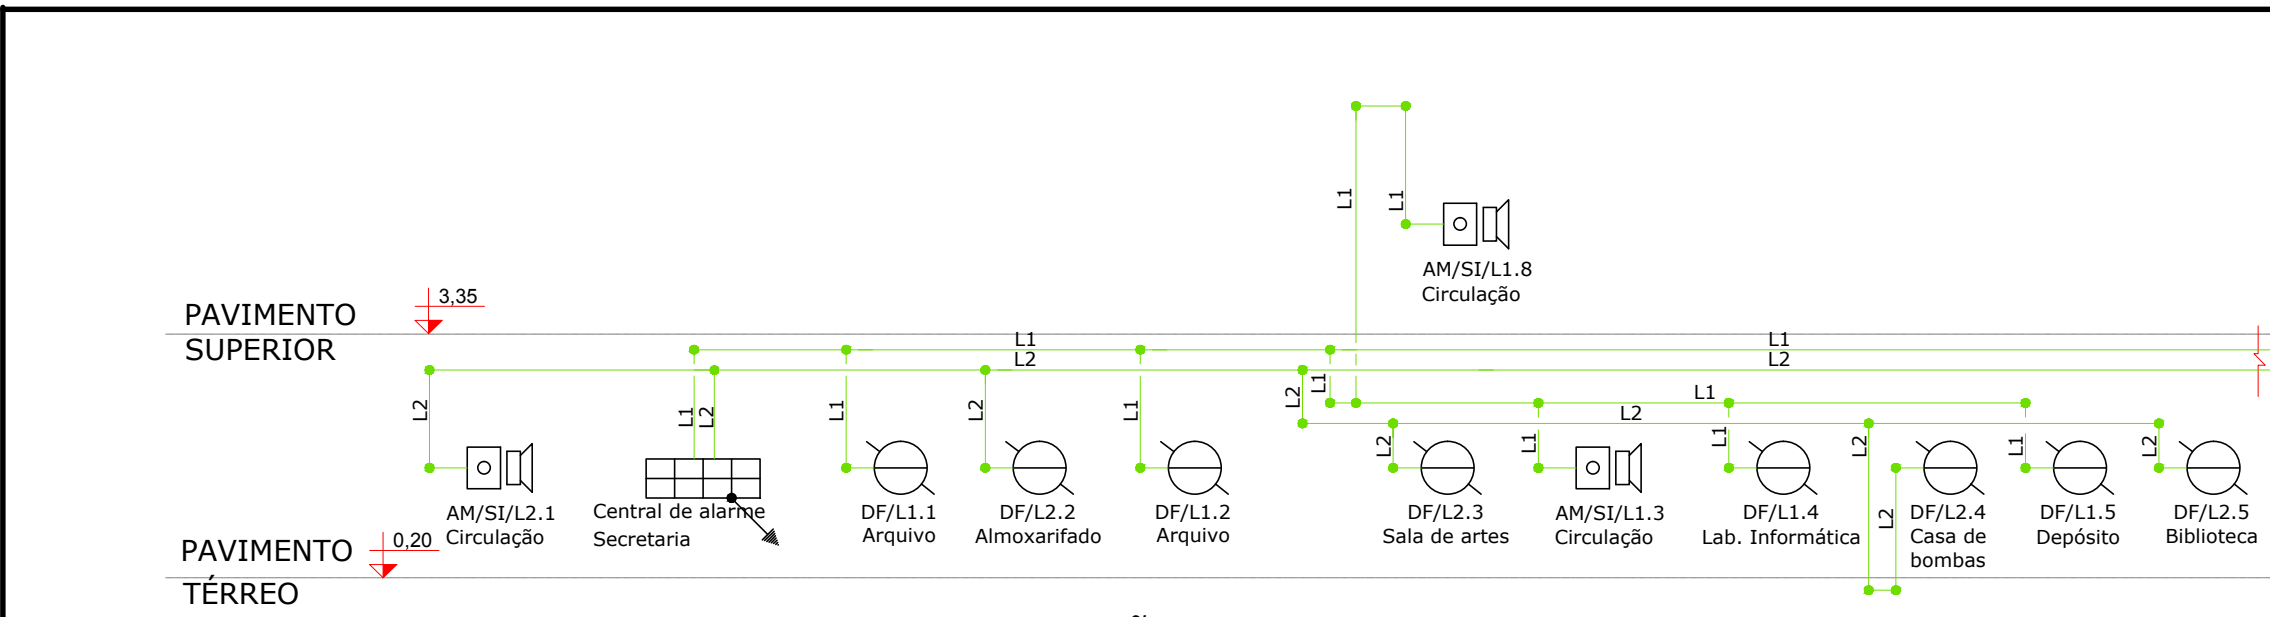 L1
L1
AM/SI/L1.8
Circulação
3,35
PAVIMENTO
SUPERIOR
L1
L1
L2
L2
L2
L1
L2
L1
L2
L1
L2
L1
L2
L1
L1
L2
L2
L1
L1
L2
L1
L2
L2
AM/SI/L2.1
Circulação
Central de alarme
Secretaria
DF/L1.1
Arquivo
DF/L2.2
Almoxarifado
DF/L1.2
Arquivo
DF/L2.3
Sala de artes
AM/SI/L1.3
Circulação
DF/L1.4
Lab. Informática
DF/L2.4
Casa de
bombas
DF/L1.5
Depósito
DF/L2.5
Biblioteca
0,20
PAVIMENTO
TÉRREO